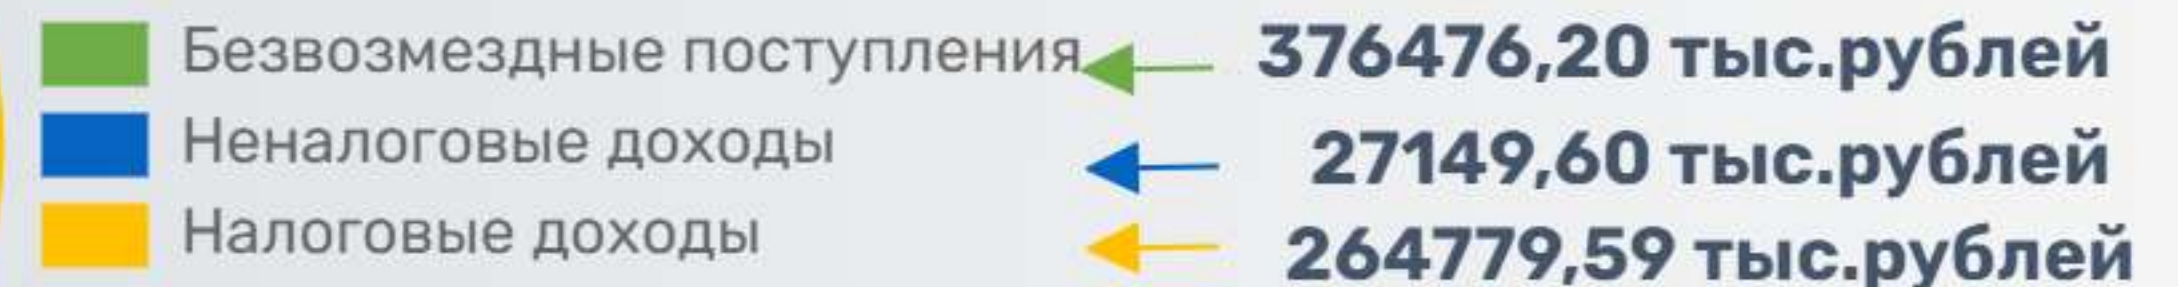 Безвозмездные поступления 376476,20 тыс.рублей
Неналоговые доходы 27149,60 тыс.рублей
Налоговые доходы 264779,59 тыс.рублей